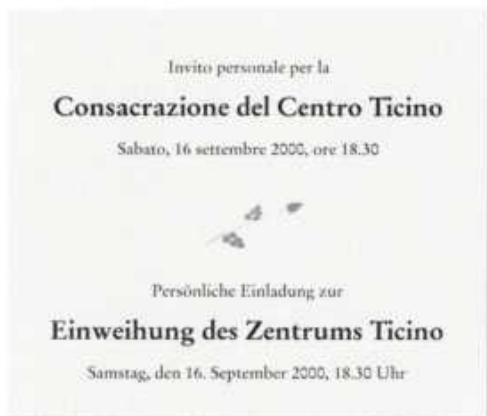 Invito personale per la
Consacrazione del Centro Ticino
Sabato, 16 settembre 2000, ore 18.30
Persönliche Einladung zur
Einweihung des Zentrums Ticino
Samstag, den 16. September 2000, 18.30 Uhr